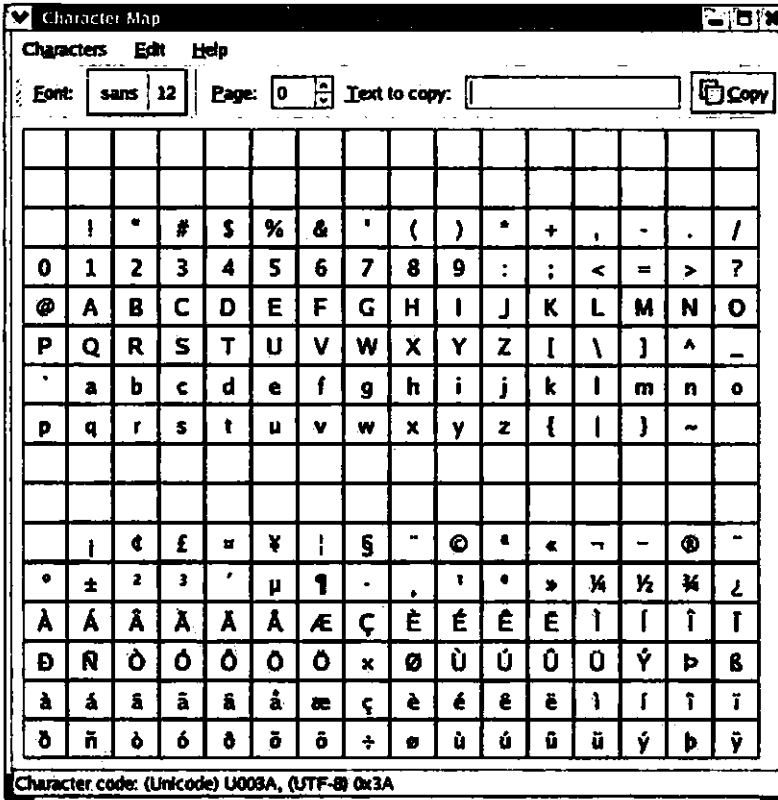 Character Map
Characters Edit Help
Font: sans 12 Page: 0 Text to copy: Copy
! " # $ % & ' ( ) * + , - . /
0 1 2 3 4 5 6 7 8 9 : ; < = > ?
@ A B C D E F G H I J K L M N O
P Q R S T U V W X Y Z [ \ ] ^ _
` a b c d e f g h i j k l m n o
p q r s t u v w x y z { | } ~
¡ ¢ £ ¤ ¥ ¦ § ¨ © ª « ¬ - ® ¯
° ± ² ³ ´ µ ¶ · ¸ ¹ º » ¼ ½ ¾ ¿
À Á Â Ã Ä Å Æ Ç È É Ê Ë Ì Í Î Ï
Ð Ñ Ò Ó Ô Õ Ö × Ø Ù Ú Û Ü Ý Þ ß
à á â ã ä å æ ç è é ê ë ì í î ï
ð ñ ò ó ô õ ö ÷ ø ù ú û ü ý þ ÿ
Character code: (Unicode) U003A, (UTF-8) 0x3A